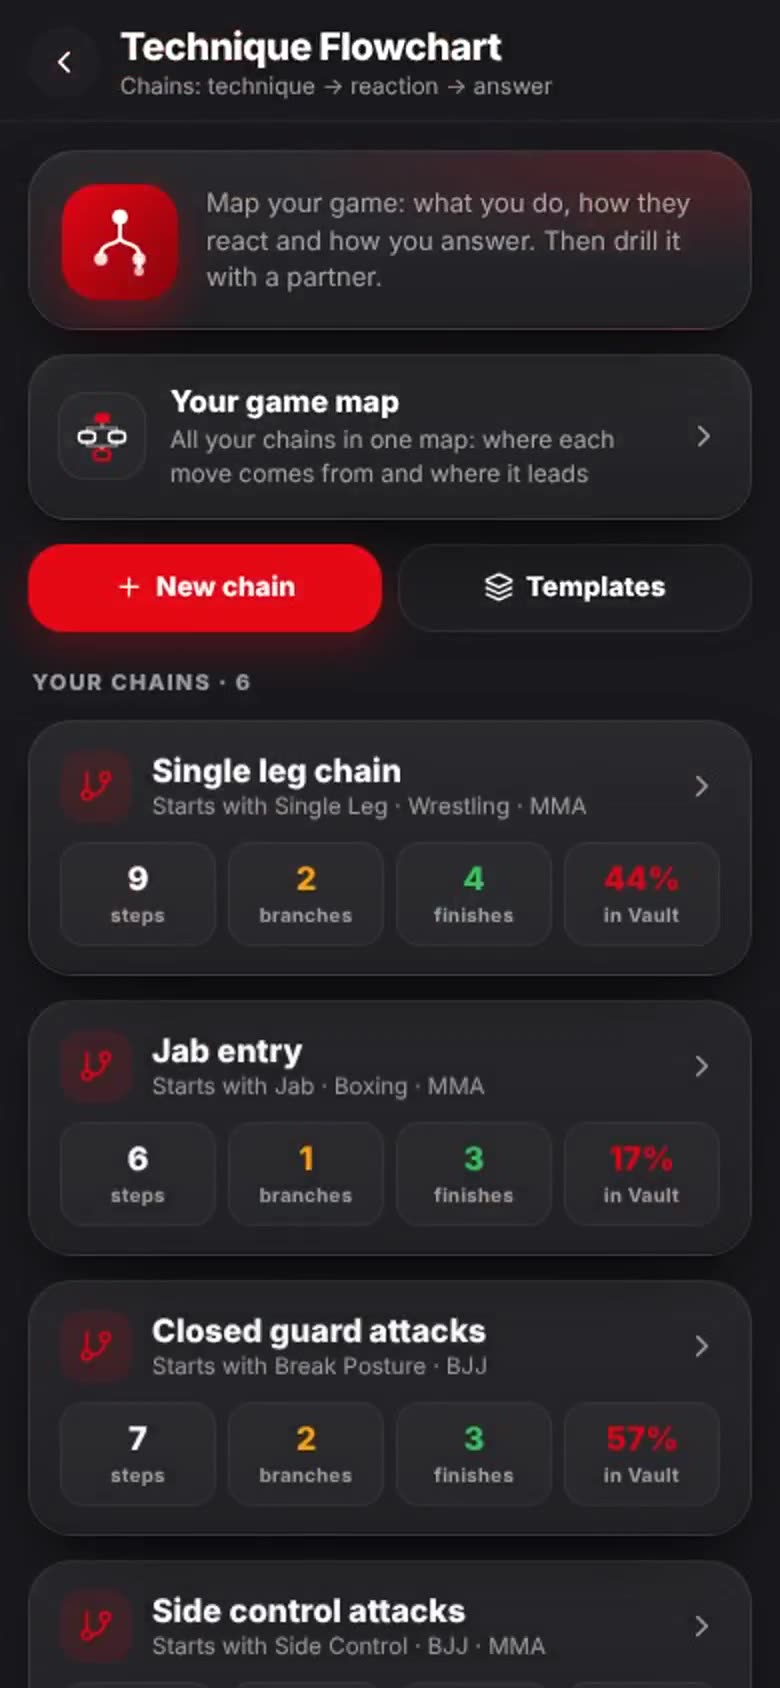 Technique Flowchart
Chains: technique → reaction → answer
Map your game: what you do, how they
react and how you answer. Then drill it
with a partner.
Your game map
All your chains in one map: where each
move comes from and where it leads
+ New chain
Templates
YOUR CHAINS · 6
Single leg chain
Starts with Single Leg · Wrestling · MMA
9 2 4 44%
steps branches finishes in Vault
Jab entry
Starts with Jab · Boxing · MMA
6 1 3 17%
steps branches finishes in Vault
Closed guard attacks
Starts with Break Posture · BJJ
7 2 3 57%
steps branches finishes in Vault
Side control attacks
Starts with Side Control · BJJ · MMA